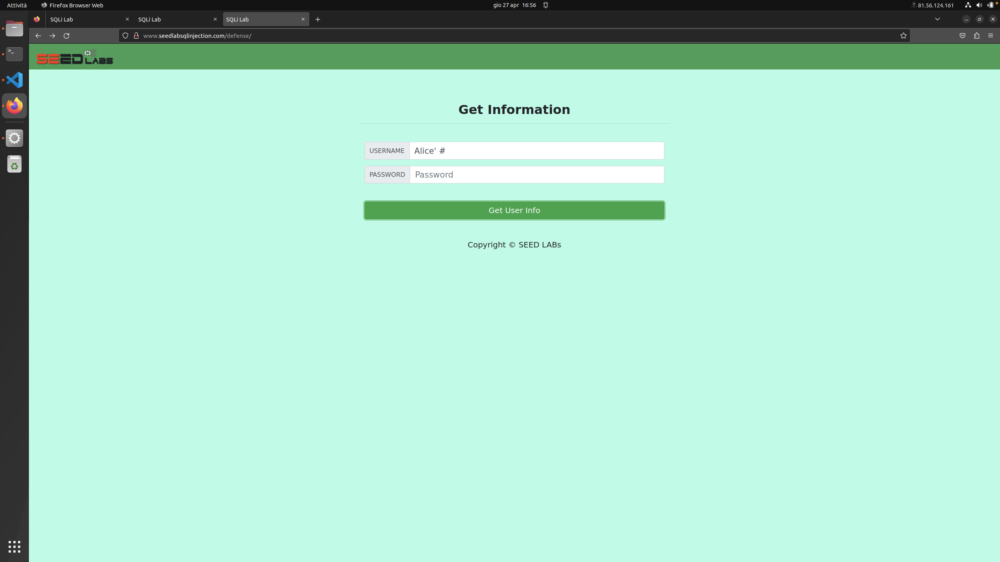 Attività Firefox Browser Web gio 27 apr 16:56 81.56.124.161
SQLi Lab SQLi Lab SQLi Lab
www.seedlabsqlinjection.com/defense/
SEED LABS
Get Information
USERNAME Alice' #
PASSWORD Password
Get User Info
Copyright © SEED LABs